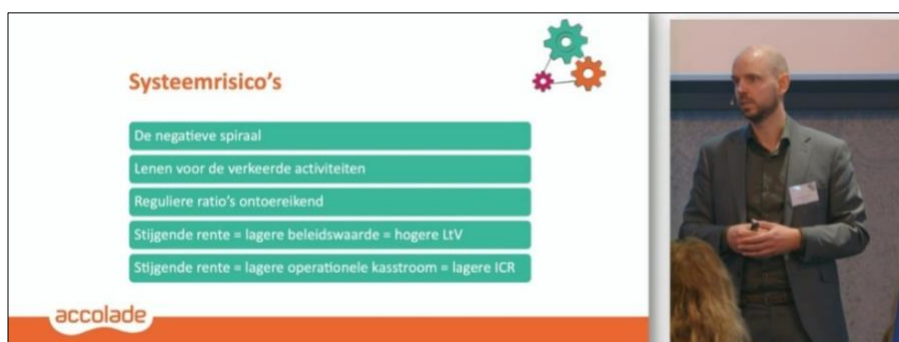 Systeemrisico's
De negatieve spiraal
Lenen voor de verkeerde activiteiten
Reguliere ratio's ontoereikend
Stijgende rente = lagere beleidswaarde = hogere LtV
Stijgende rente = lagere operationele kasstroom = lagere ICR
accolade